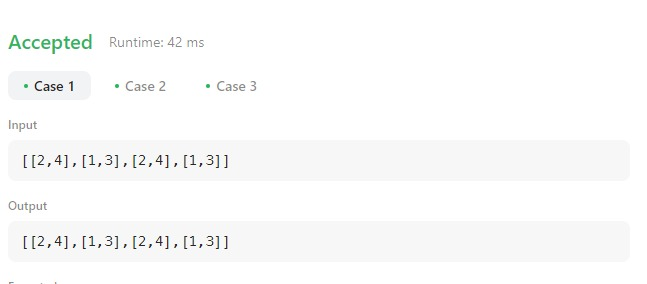 Accepted Runtime: 42 ms
Case 1 Case 2 Case 3
Input
[[2,4],[1,3],[2,4],[1,3]]
Output
[[2,4],[1,3],[2,4],[1,3]]